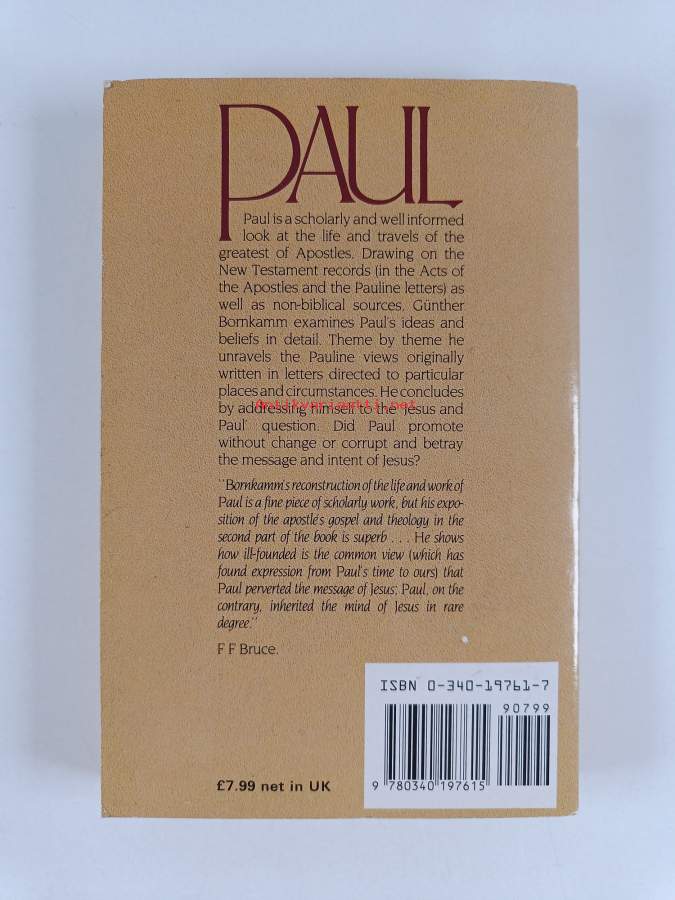 PAUL
Paul is a scholarly and well informed
look at the life and travels of the
greatest of Apostles. Drawing on the
New Testament records (in the Acts of
the Apostles and the Pauline letters) as
well as non-biblical sources, Günther
Bornkamm examines Paul's ideas and
beliefs in detail. Theme by theme he
unravels the Pauline views originally
written in letters directed to particular
places and circumstances. He concludes
Antikvariaatti.net
by addressing himself to the 'Jesus and
Paul' question. Did Paul promote
without change or corrupt and betray
the message and intent of Jesus?
"Bornkamm's reconstruction of the life and work of
Paul is a fine piece of scholarly work, but his expo-
sition of the apostle's gospel and theology in the
second part of the book is superb . . . He shows
how ill-founded is the common view (which has
found expression from Paul's time to ours) that
Paul perverted the message of Jesus; Paul, on the
contrary, inherited the mind of Jesus in rare
degree."
F F Bruce.
ISBN 0-340-19761-7
90799
9 780340 197615
£7.99 net in UK